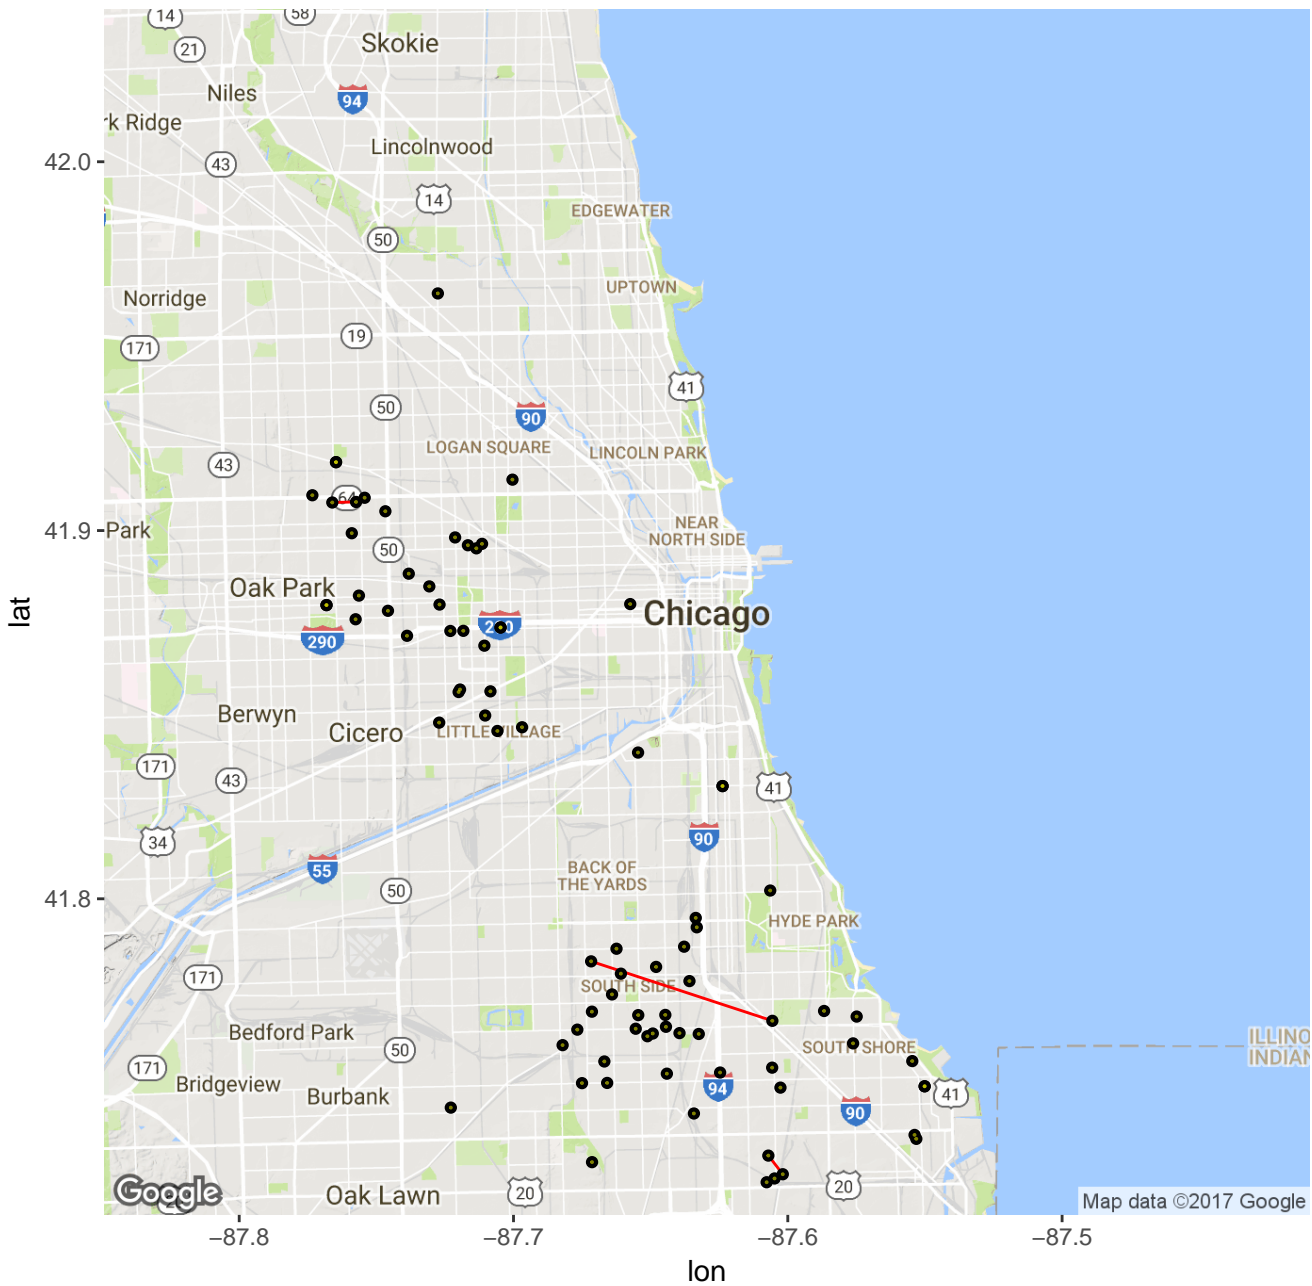 14
58
21
Skokie
94
Niles
rk Ridge
Lincolnwood
42.0
43
14
EDGEWATER
50
UPTOWN
Norridge
19
171
41
50
90
LOGAN SQUARE
LINCOLN PARK
43
64
NEAR
NORTH SIDE
41.9
Park
50
Oak Park
Chicago
290
290
lat
Berwyn
Cicero
LITTLE VILLAGE
171
43
41
34
90
55
BACK OF
THE YARDS
50
41.8
HYDE PARK
171
SOUTH SIDE
Bedford Park
50
SOUTH SHORE
ILLINO
INDIAN
171
Bridgeview
94
41
Burbank
90
Google
Oak Lawn
20
20
Map data ©2017 Google
−87.8
−87.7
−87.6
−87.5
lon